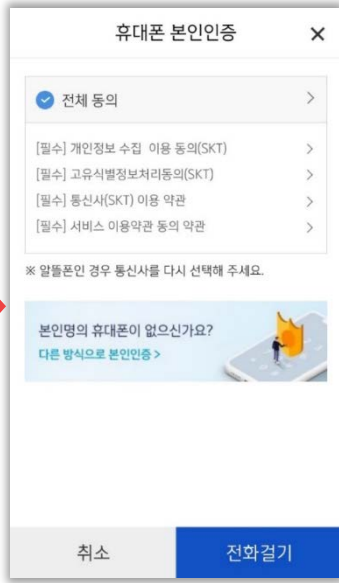 휴대폰 본인인증
전체 동의
[필수] 개인정보 수집 이용 동의(SKT)
[필수] 고유식별정보처리동의(SKT)
[필수] 통신사(SKT) 이용 약관
[필수] 서비스 이용약관 동의 약관
※ 알뜰폰인 경우 통신사를 다시 선택해 주세요.
본인명의 휴대폰이 없으신가요?
다른 방식으로 본인인증 >
취소 전화걸기